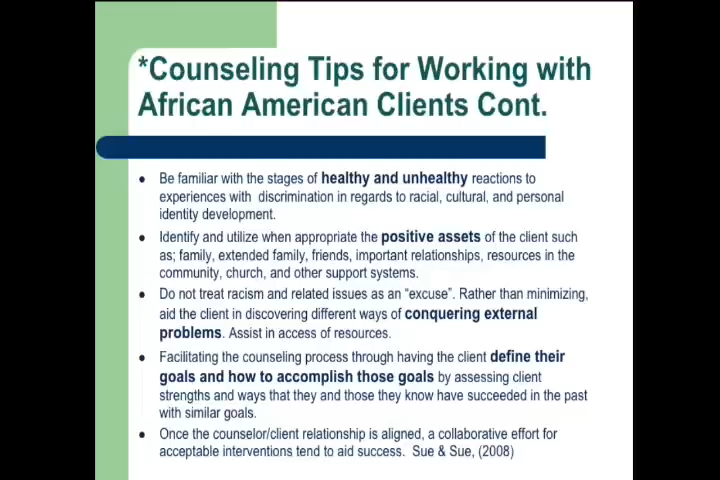 *Counseling Tips for Working with
African American Clients Cont.
● Be familiar with the stages of healthy and unhealthy reactions to
experiences with discrimination in regards to racial, cultural, and personal
identity development.
● Identify and utilize when appropriate the positive assets of the client such
as; family, extended family, friends, important relationships, resources in the
community, church, and other support systems.
● Do not treat racism and related issues as an “excuse”. Rather than minimizing,
aid the client in discovering different ways of conquering external
problems. Assist in access of resources.
● Facilitating the counseling process through having the client define their
goals and how to accomplish those goals by assessing client
strengths and ways that they and those they know have succeeded in the past
with similar goals.
● Once the counselor/client relationship is aligned, a collaborative effort for
acceptable interventions tend to aid success. Sue & Sue, (2008)